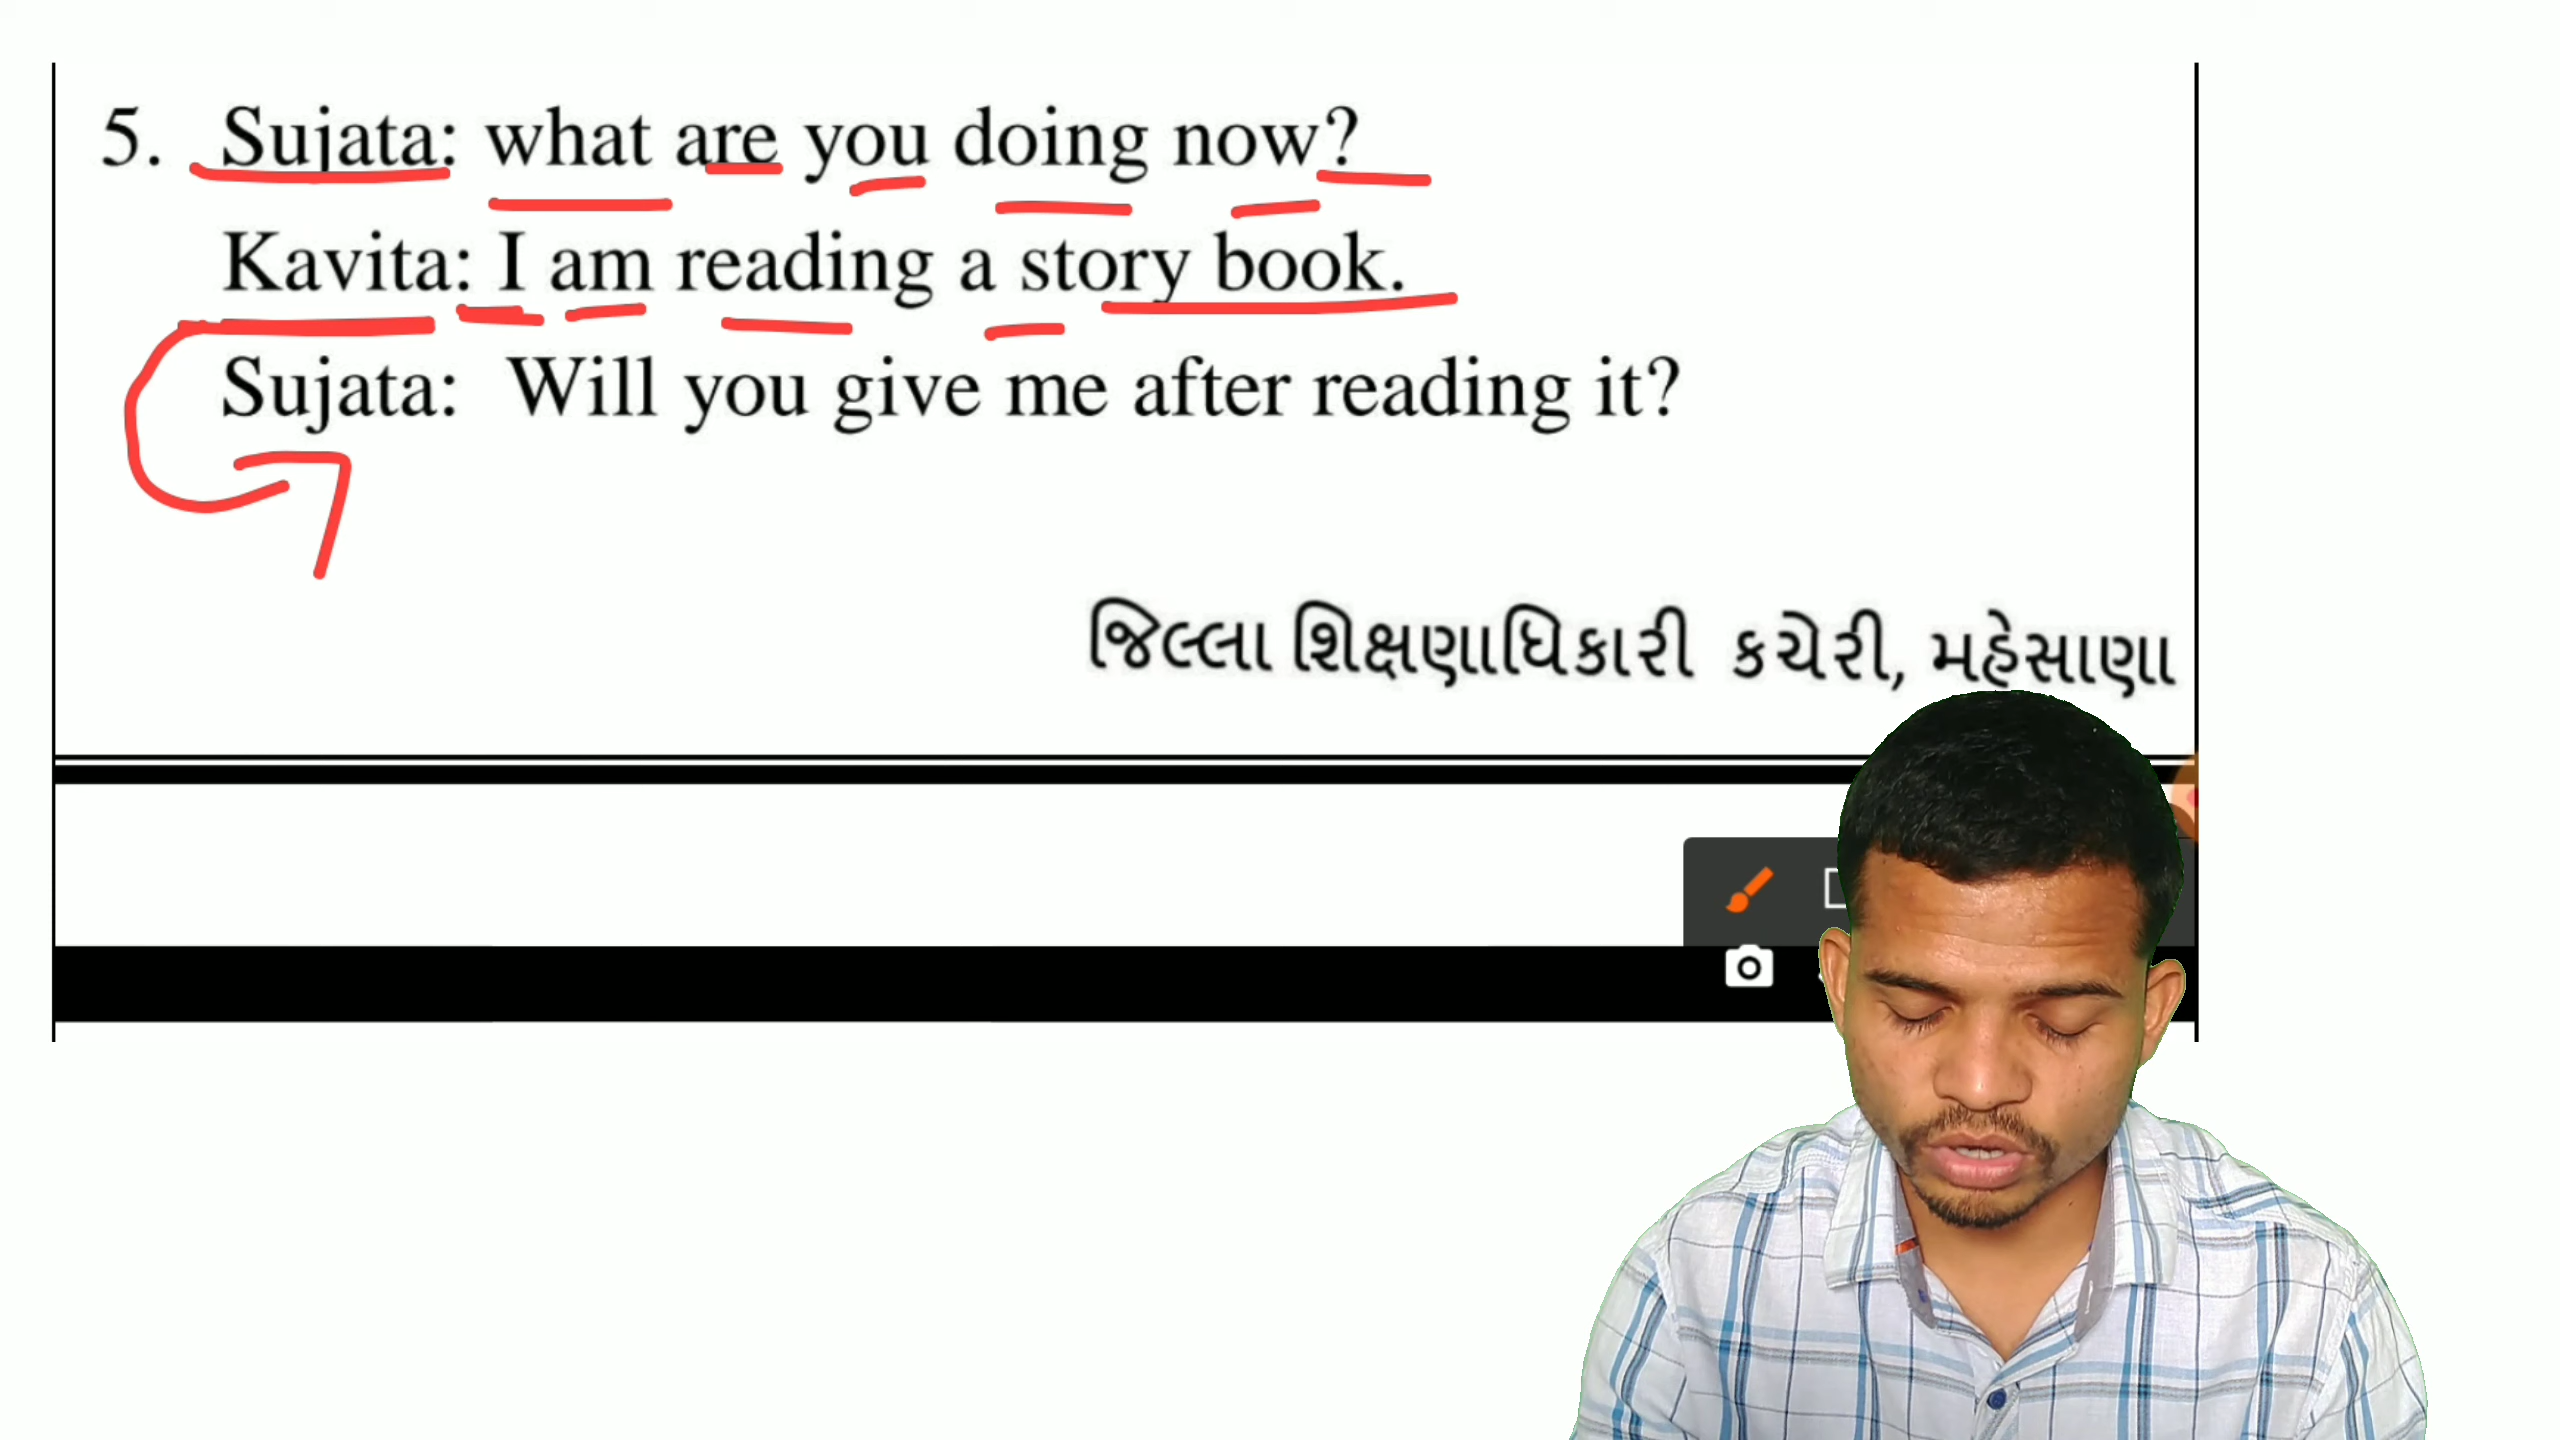 5. Sujata: what are you doing now?
Kavita: I am reading a story book.
Sujata: Will you give me after reading it?
જિલ્લા શિક્ષણાધિકારી કચેરી, મહેસાણા